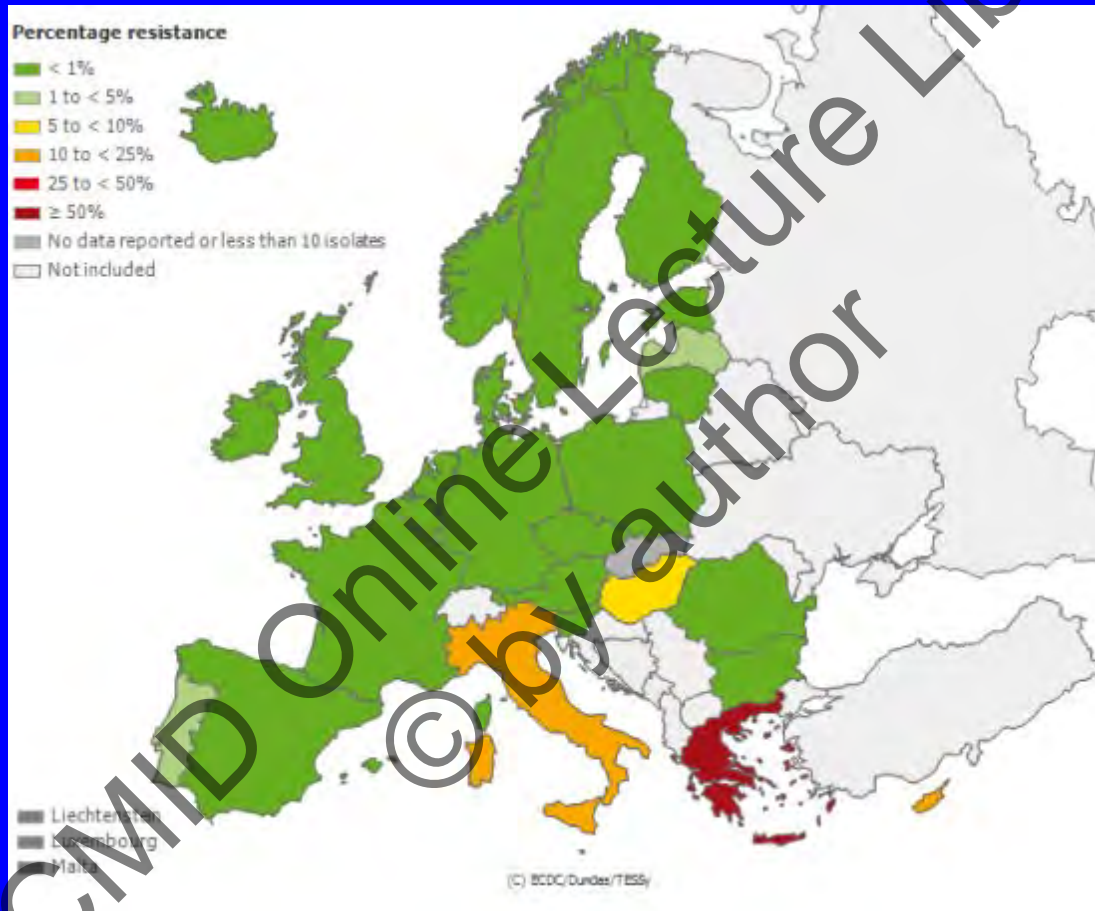 Percentage resistance
< 1%
1 to < 5%
5 to < 10%
10 to < 25%
25 to < 50%
≥ 50%
No data reported or less than 10 isolates
Not included
Liechtenstein
Luxembourg
Malta
(C) ECDC/Dundas/TESSy
CMID Online Lecture Lib
© by author